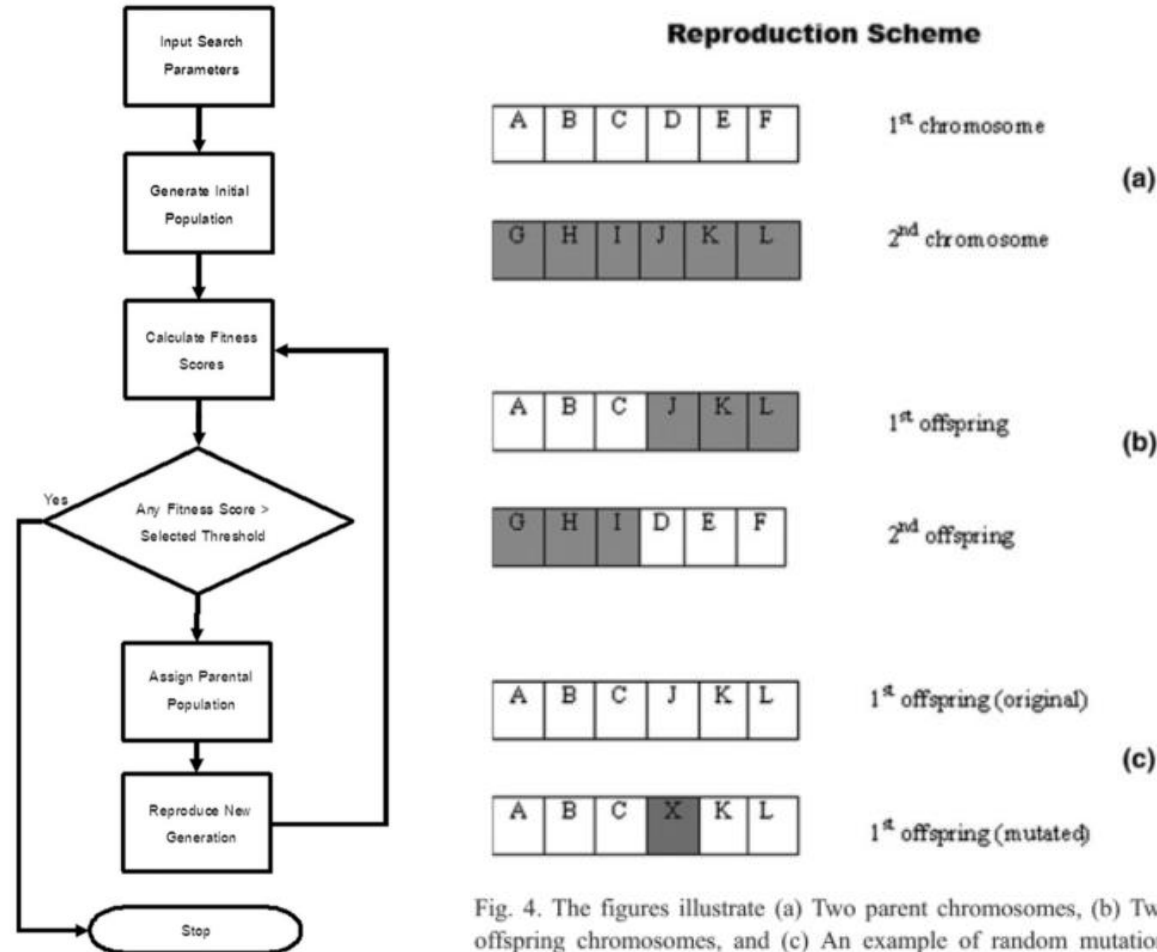 Input Search
Parameters
Generate Initial
Population
Calculate Fitness
Scores
Yes
Any Fitness Score >
Selected Threshold
Assign Parental
Population
Reproduce New
Generation
Stop
Reproduction Scheme
A B C D E F
1st chromosome
(a)
G H I J K L
2nd chromosome
A B C J K L
1st offspring
(b)
G H I D E F
2nd offspring
A B C J K L
1st offspring (original)
(c)
A B C X K L
1st offspring (mutated)
Fig. 4. The figures illustrate (a) Two parent chromosomes, (b) Tw
offspring chromosomes, and (c) An example of random mutatio